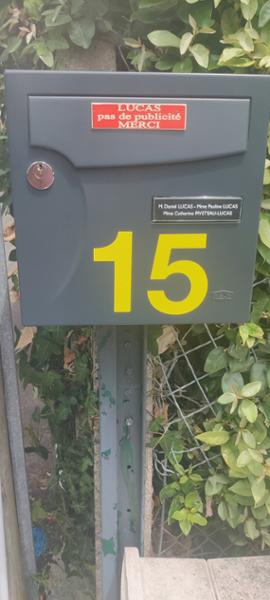 LUCAS
pas de publicité
MERCI
M. Daniel LUCAS - Mme Pauline LUCAS
Mme Catherine PIVETEAU-LUCAS
15